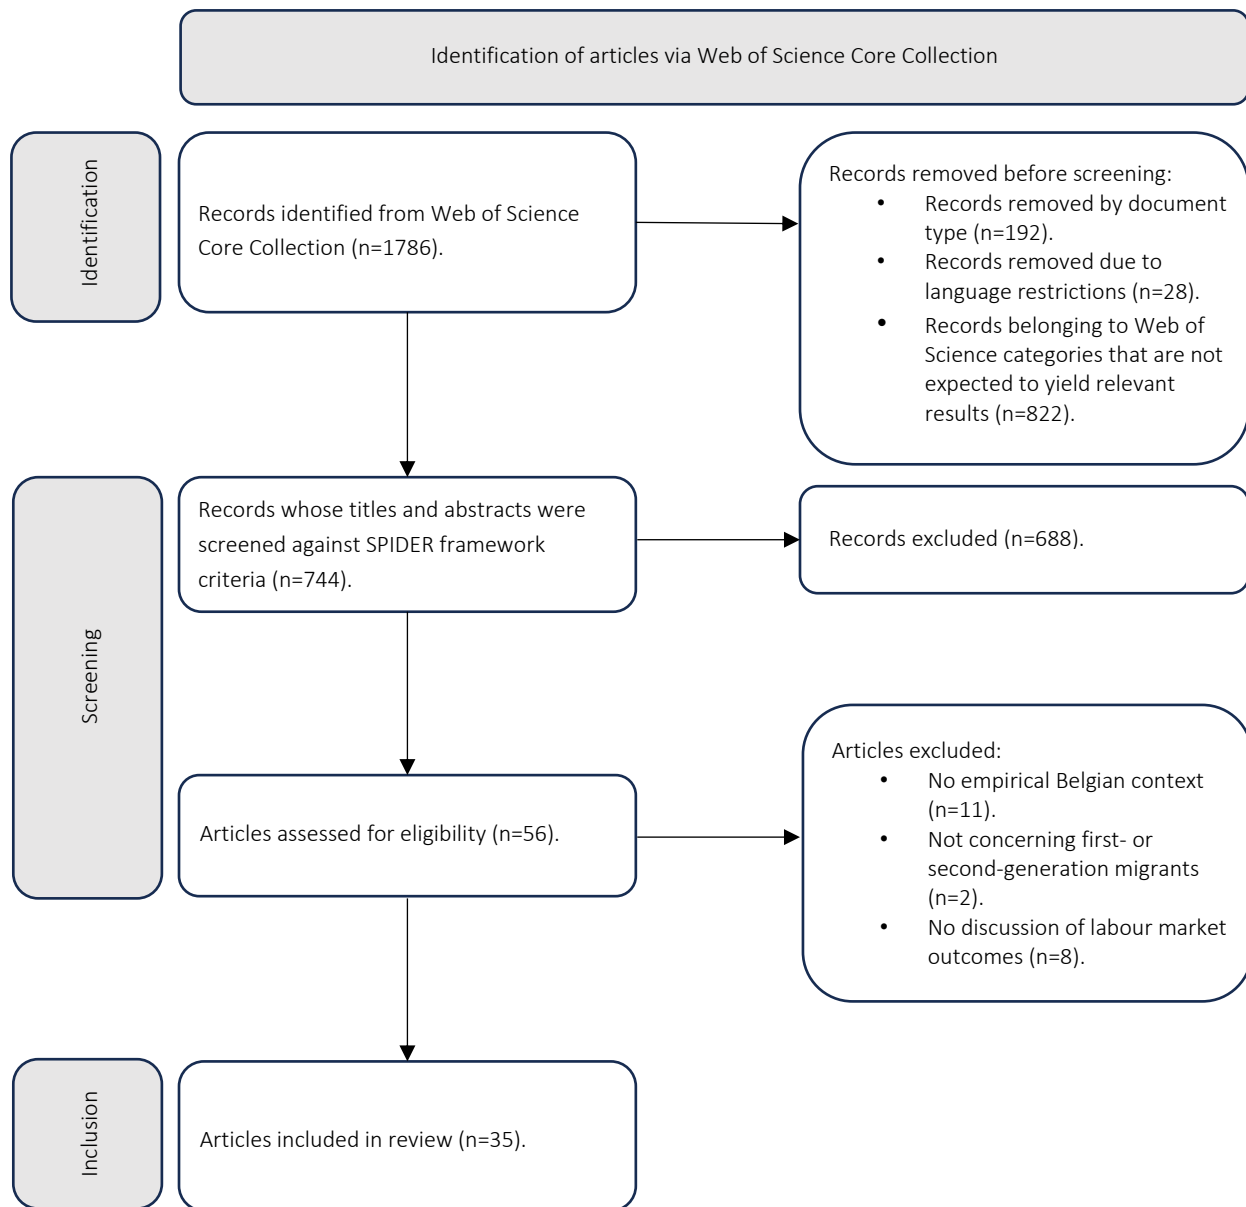 Identification of articles via Web of Science Core Collection
Identification
Records identified from Web of Science
Core Collection (n=1786).
Records removed before screening:
• Records removed by document
type (n=192).
• Records removed due to
language restrictions (n=28).
• Records belonging to Web of
Science categories that are not
expected to yield relevant
results (n=822).
Screening
Records whose titles and abstracts were
screened against SPIDER framework
criteria (n=744).
Records excluded (n=688).
Articles assessed for eligibility (n=56).
Articles excluded:
• No empirical Belgian context
(n=11).
• Not concerning first- or
second-generation migrants
(n=2).
• No discussion of labour market
outcomes (n=8).
Inclusion
Articles included in review (n=35).